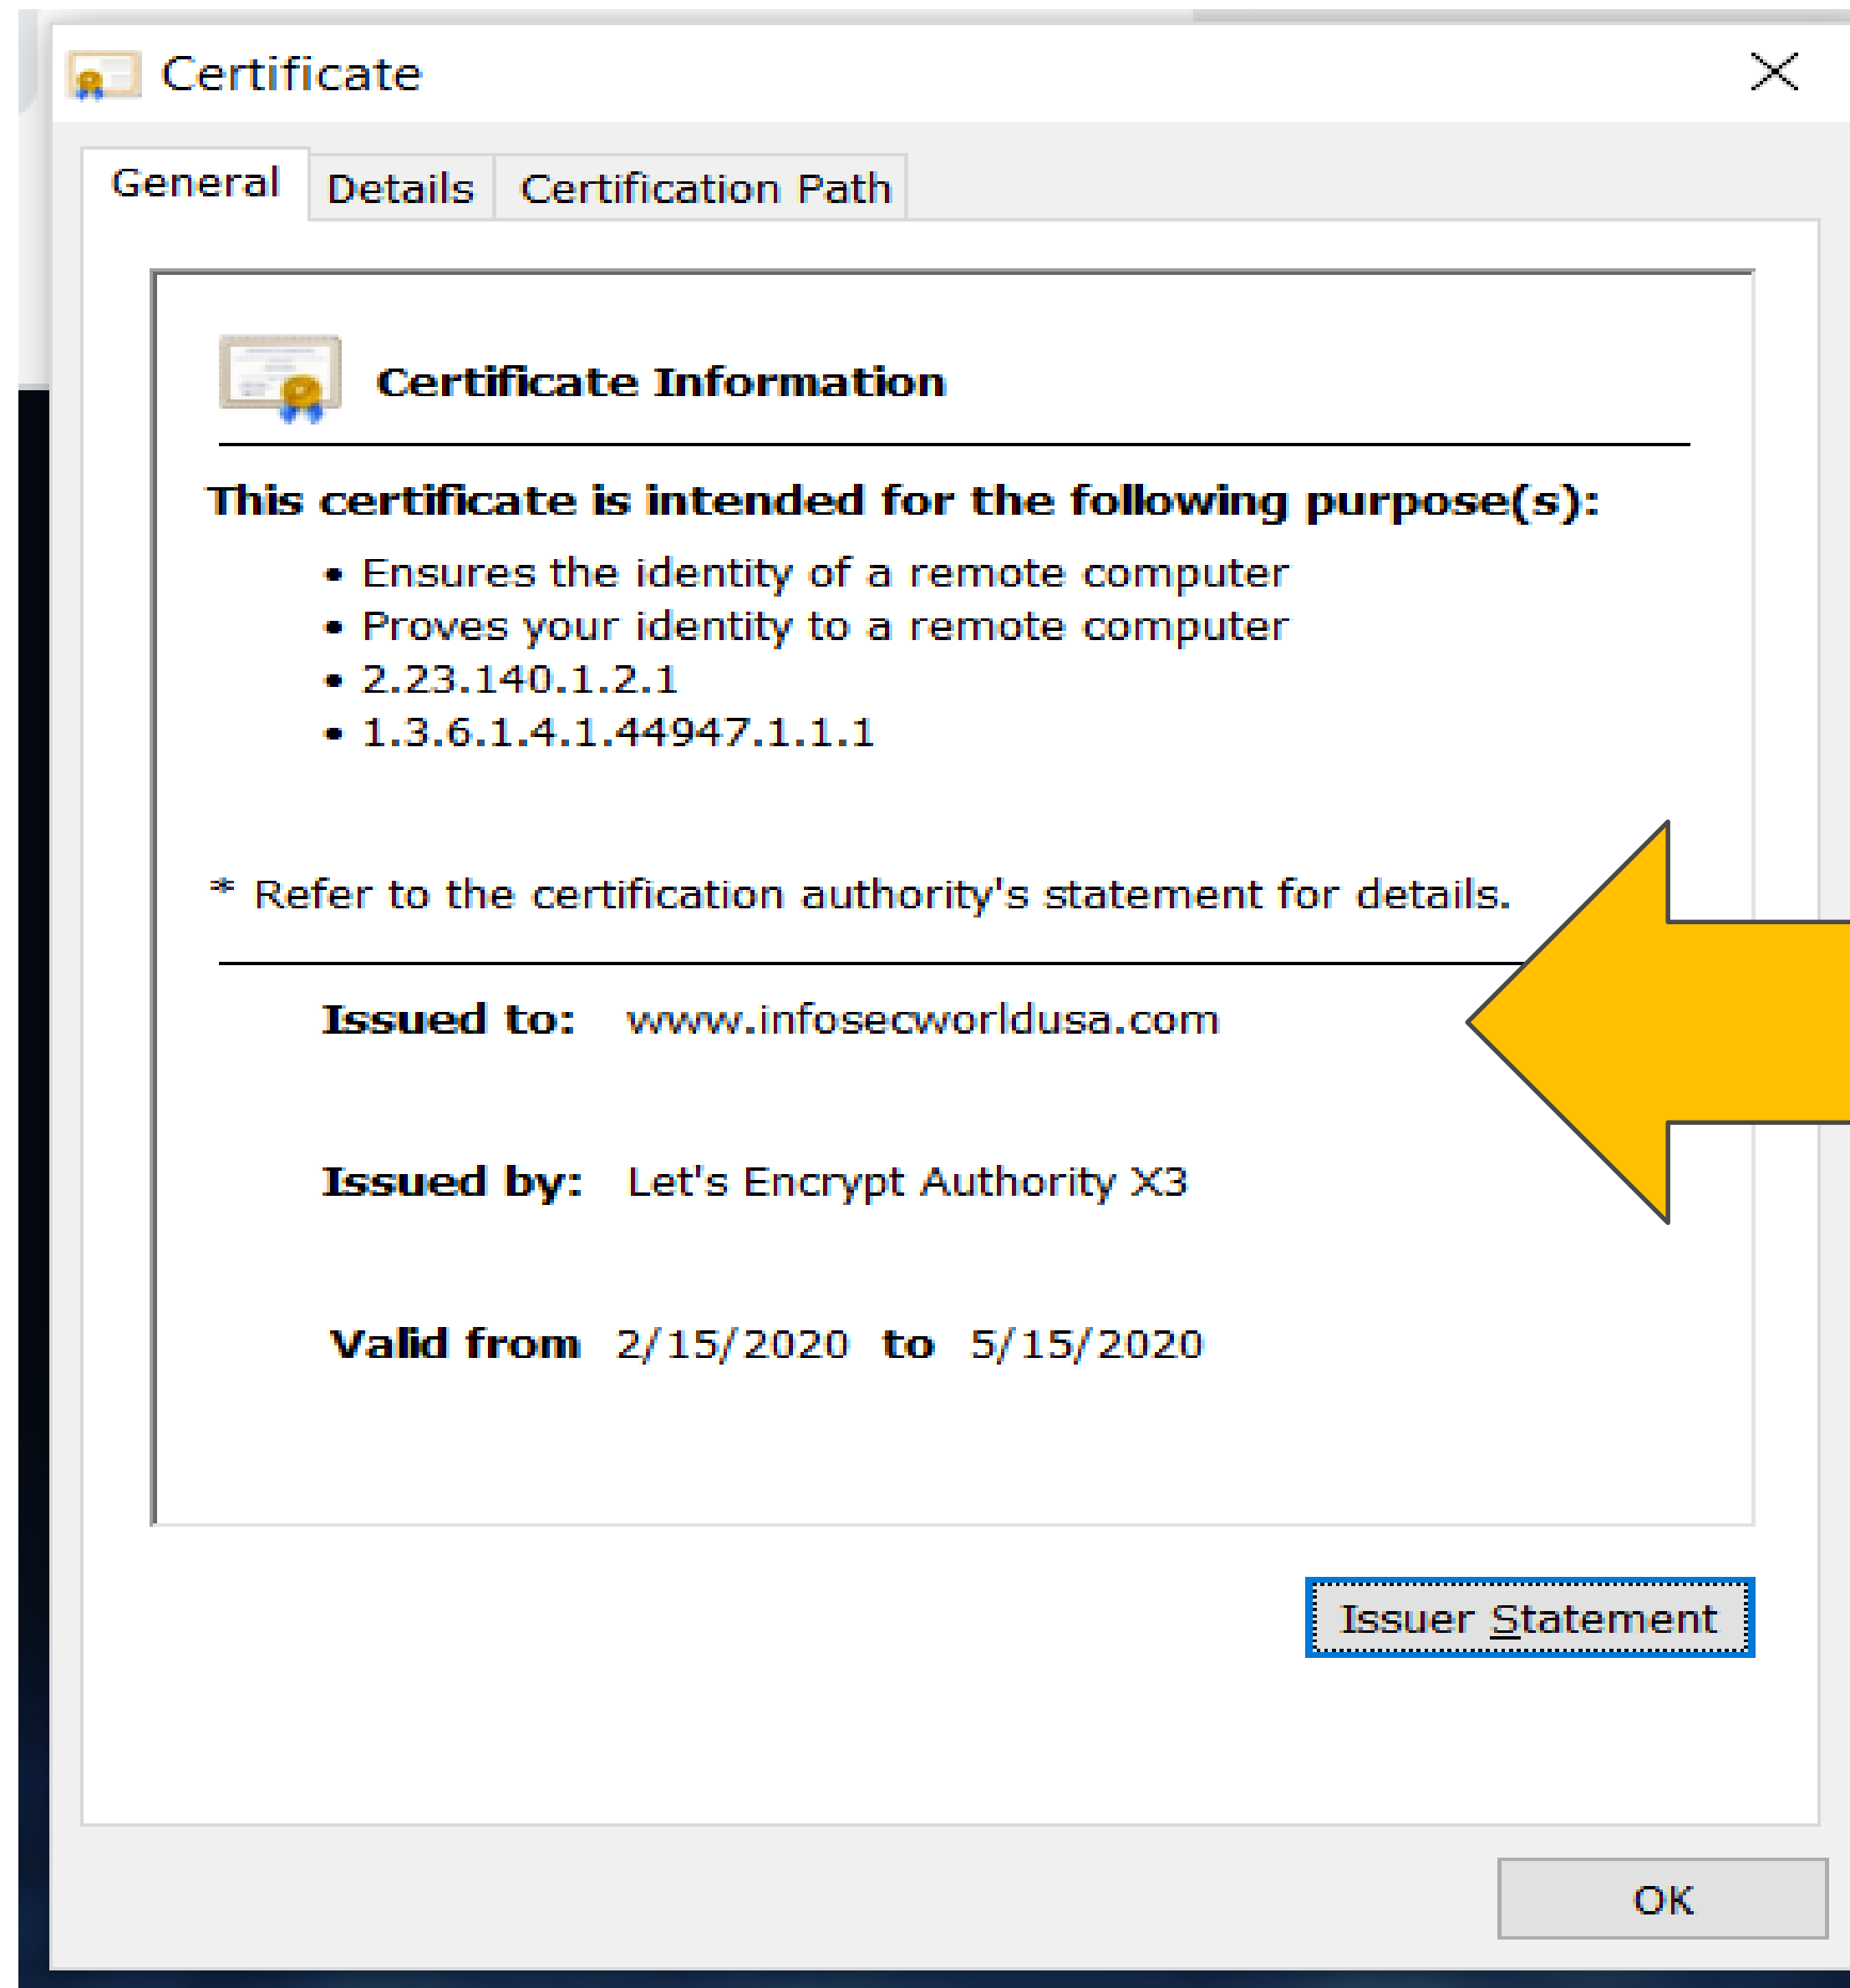 Certificate
General Details Certification Path
Certificate Information
This certificate is intended for the following purpose(s):
• Ensures the identity of a remote computer
• Proves your identity to a remote computer
• 2.23.140.1.2.1
• 1.3.6.1.4.1.44947.1.1.1
* Refer to the certification authority's statement for details.
Issued to: www.infosecworldusa.com
Issued by: Let's Encrypt Authority X3
Valid from 2/15/2020 to 5/15/2020
Issuer Statement
OK